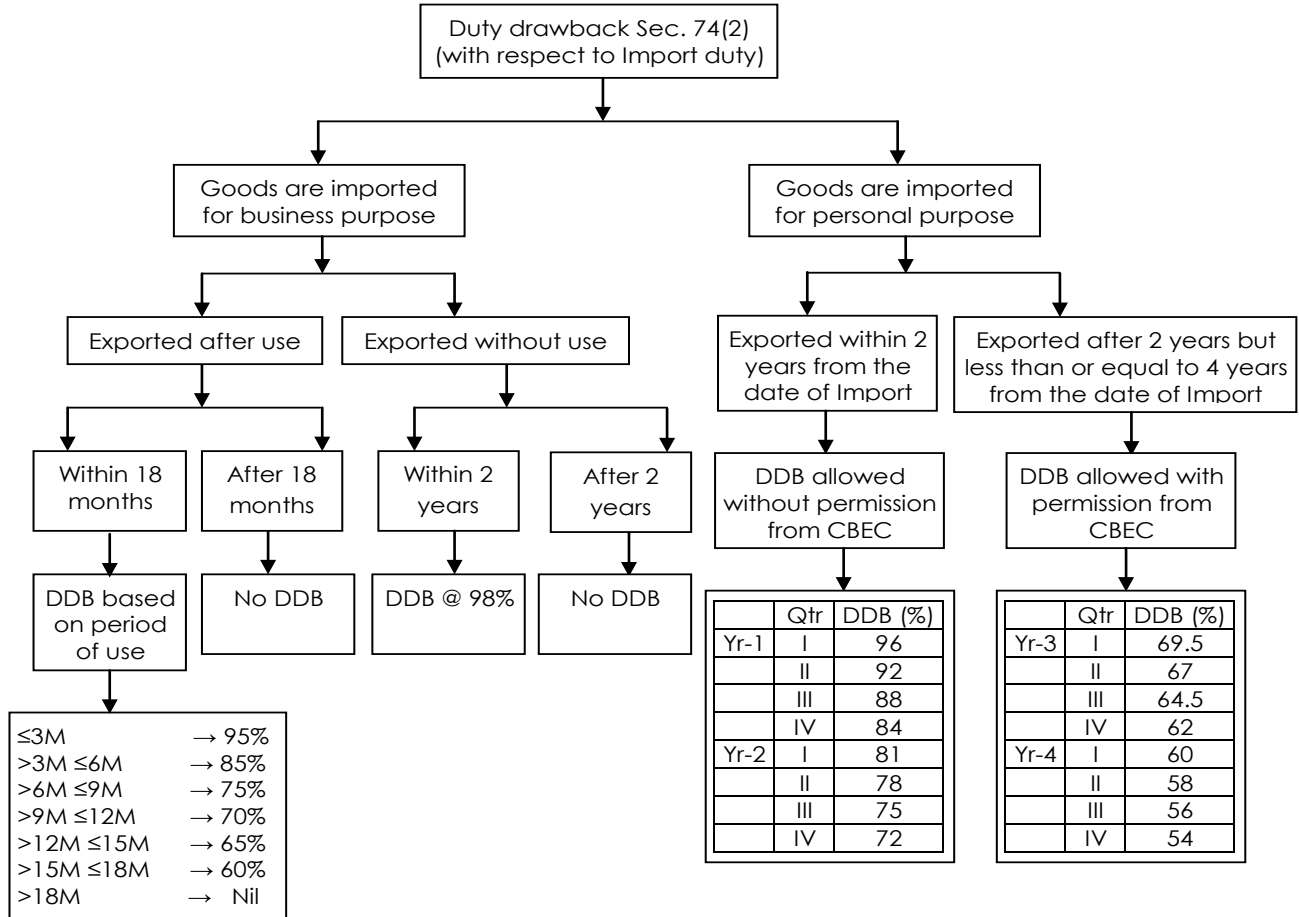 Duty drawback Sec. 74(2)
(with respect to Import duty)
Goods are imported
for business purpose
Goods are imported
for personal purpose
Exported after use
Exported without use
Exported within 2
years from the
date of Import
Exported after 2 years but
less than or equal to 4 years
from the date of Import
Within 18
months
After 18
months
Within 2
years
After 2
years
DDB allowed
without permission
from CBEC
DDB allowed with
permission from
CBEC
DDB based
on period
of use
No DDB
DDB @ 98%
No DDB
≤3M → 95%
>3M ≤6M → 85%
>6M ≤9M → 75%
>9M ≤12M → 70%
>12M ≤15M → 65%
>15M ≤18M → 60%
>18M → Nil
Qtr DDB (%)
Yr-1 I 96
II 92
III 88
IV 84
Yr-2 I 81
II 78
III 75
IV 72
Qtr DDB (%)
Yr-3 I 69.5
II 67
III 64.5
IV 62
Yr-4 I 60
II 58
III 56
IV 54